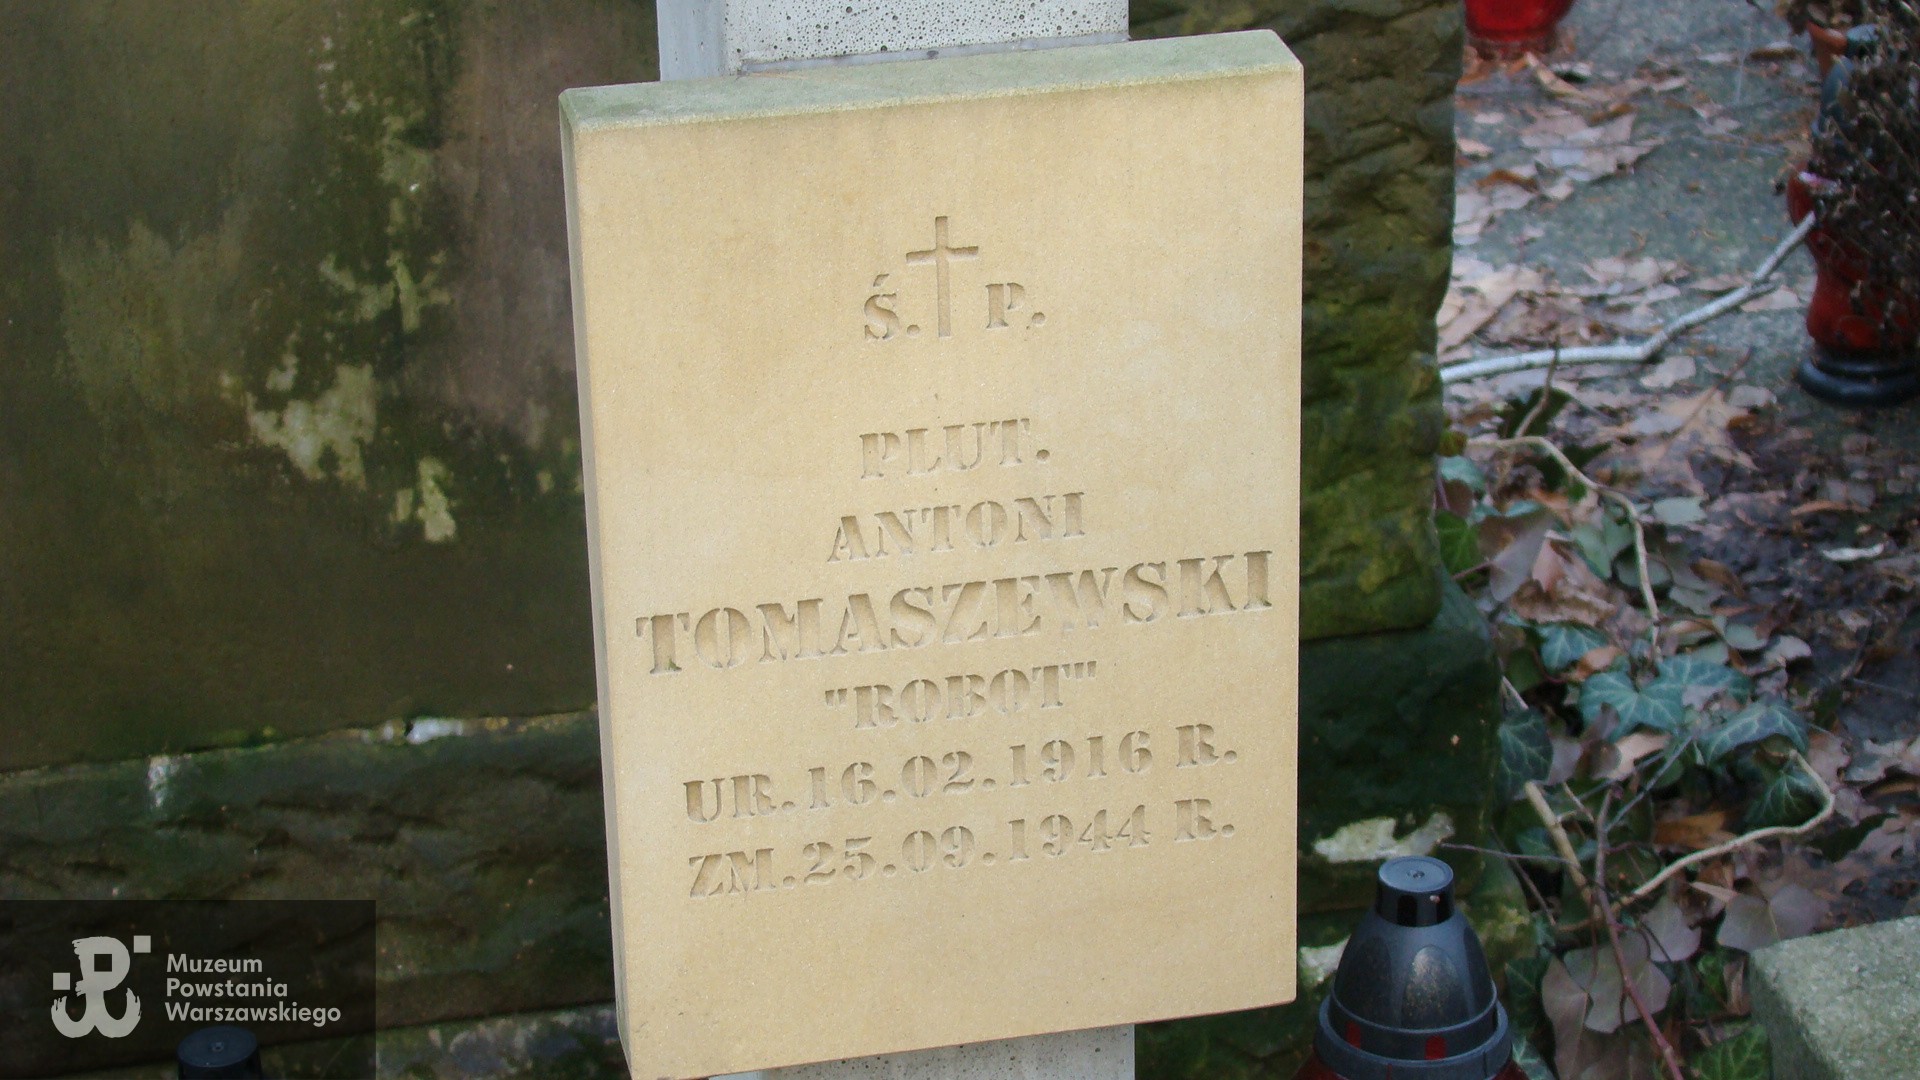 Ś. P.
PLUT.
ANTONI
TOMASZEWSKI
"ROBOT"
UR. 16.02.1916 R.
ZM. 25.09.1944 R.
Muzeum
Powstania
Warszawskiego